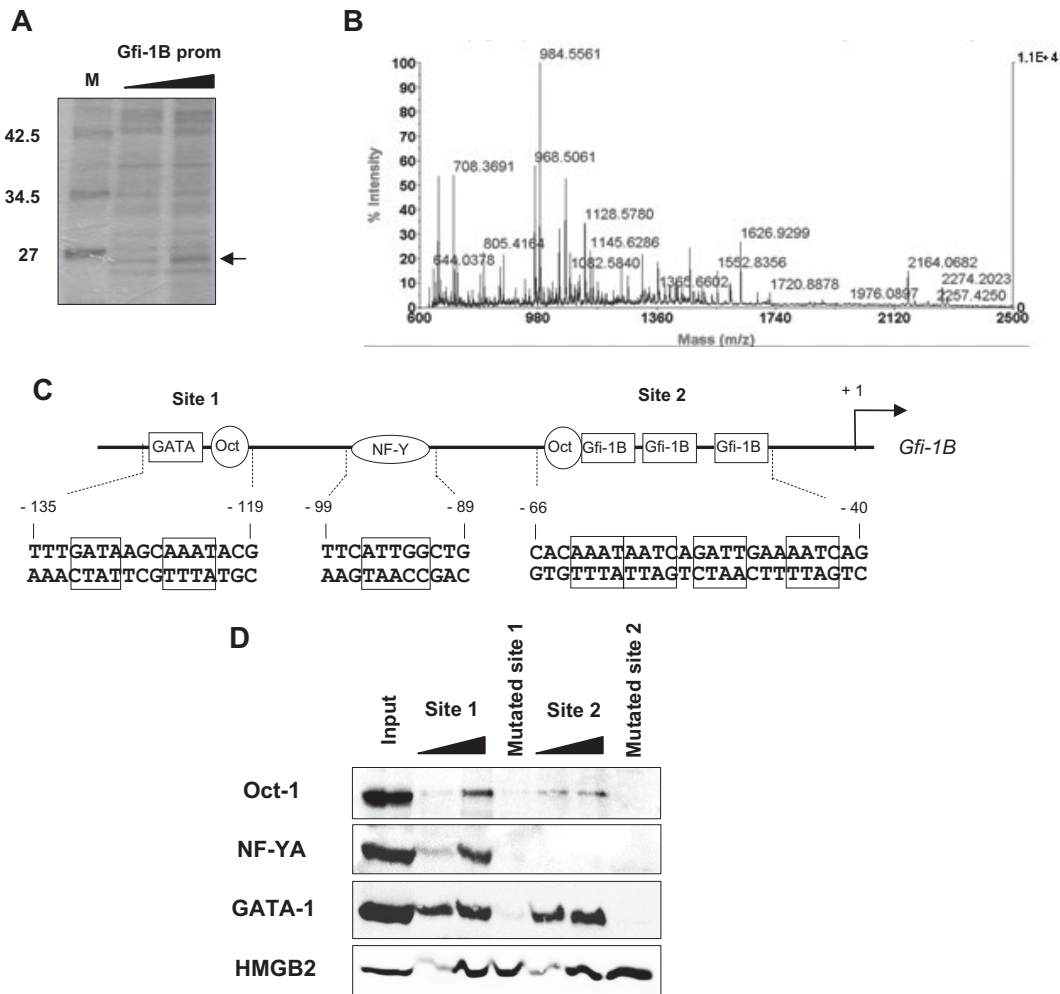 A
Gfi-1B prom
M
42.5
34.5
27
B
984.5561
1.1E+4
100
90
80
70
60
50
40
30
20
10
0
% Intensity
708.3691
968.5061
1128.5780
805.4164
1145.6286
644.0378
1082.5840
1365.6602
1552.8356
1626.9299
1720.8878
1976.0897
2164.0682
2274.2023
2257.4250
0
600
980
1360
1740
2120
2500
Mass (m/z)
C
Site 1
Site 2
+ 1
GATA
Oct
NF-Y
Oct
Gfi-1B
Gfi-1B
Gfi-1B
Gfi-1B
- 135
- 119
- 99
- 89
- 66
- 40
TTTGATAAGCAAATACG
AAACTATTCGTTTATGC
TTCATTGGCTG
AAGTAACCGAC
CACAAATAATCAGATTGAAAATCAG
GTGTTTATTAGTCTAACTTTTAGTC
D
Input
Site 1
Mutated site 1
Site 2
Mutated site 2
Oct-1
NF-YA
GATA-1
HMGB2